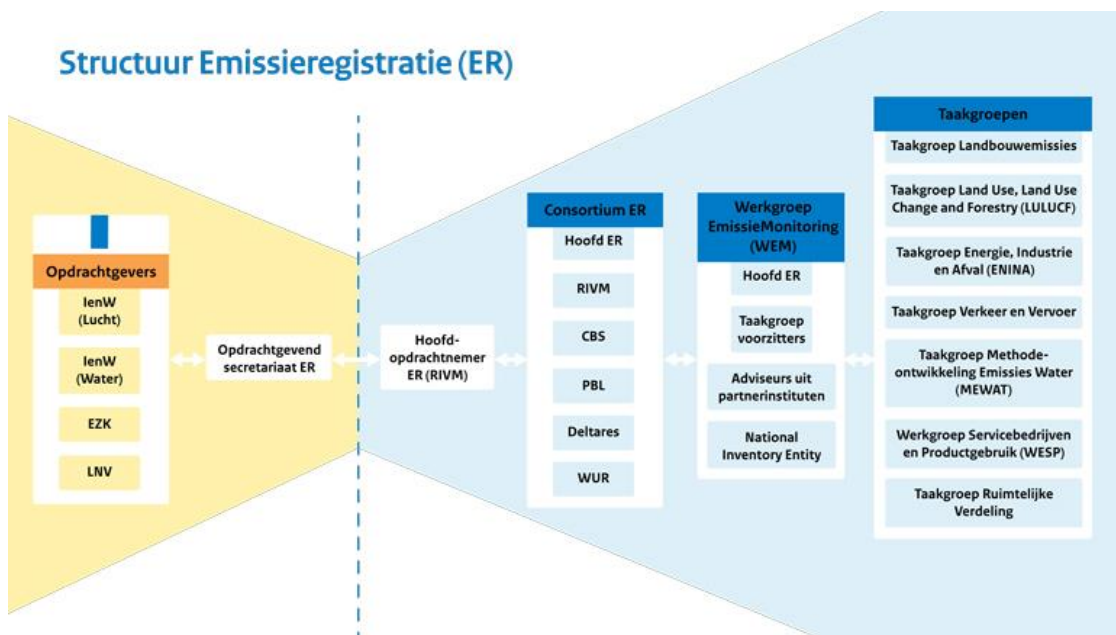 Structuur Emissieregistratie (ER)
Opdrachtgevers
IenW
(Lucht)
IenW
(Water)
EZK
LNV
Opdrachtgevend
secretariaat ER
Hoofd-
opdrachtnemer
ER (RIVM)
Consortium ER
Hoofd ER
RIVM
CBS
PBL
Deltares
WUR
Werkgroep
EmissieMonitoring
(WEM)
Hoofd ER
Taakgroep
voorzitters
Adviseurs uit
partnerinstituten
National
Inventory Entity
Taakgroepen
Taakgroep Landbouwemissies
Taakgroep Land Use, Land Use
Change and Forestry (LULUCF)
Taakgroep Energie, Industrie
en Afval (ENINA)
Taakgroep Verkeer en Vervoer
Taakgroep Methode-
ontwikkeling Emissies Water
(MEWAT)
Werkgroep Servicebedrijven
en Productgebruik (WESP)
Taakgroep Ruimtelijke
Verdeling